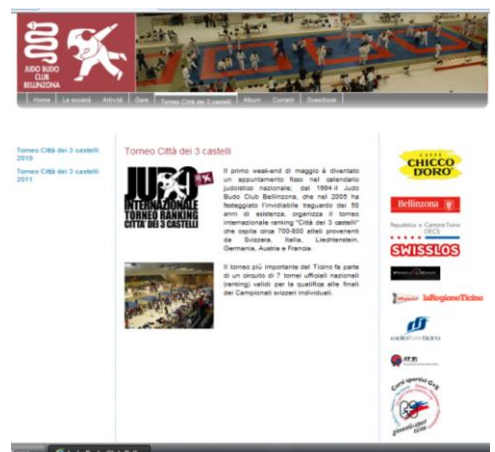 JUDO BUDO
CLUB
BELLINZONA
Home
La società
Attività
Gare
Torneo Città dei 3 castelli
Album
Contatti
Guestbook
Torneo Città dei 3 castelli
2010
Torneo Città dei 3 castelli
2011
Torneo Città dei 3 castelli
JUDO
INTERNAZIONALE
TORNEO RANKING
CITTA' DEI 3 CASTELLI
Il primo week-end di maggio è diventato
un appuntamento fisso nel calendario
judoistico nazionale; dal 1994 il Judo
Budo Club Bellinzona, che nel 2005 ha
festeggiato l'invidiabile traguardo dei 50
anni di esistenza, organizza il torneo
internazionale ranking "Città dei 3 castelli"
che ospita circa 700-800 atleti provenienti
da Svizzera, Italia, Liechtenstein,
Germania, Austria e Francia.
Il torneo più importante del Ticino fa parte
di un circuito di 7 tornei ufficiali nazionali
(ranking) validi per la qualifica alle finali
dei Campionati svizzeri individuali.
CAFFÈ
CHICCO
D'ORO
Bellinzona
Repubblica e Cantone Ticino
DECS
SWISSLOS
laRegioneTicino
Corsi sportivi G+S